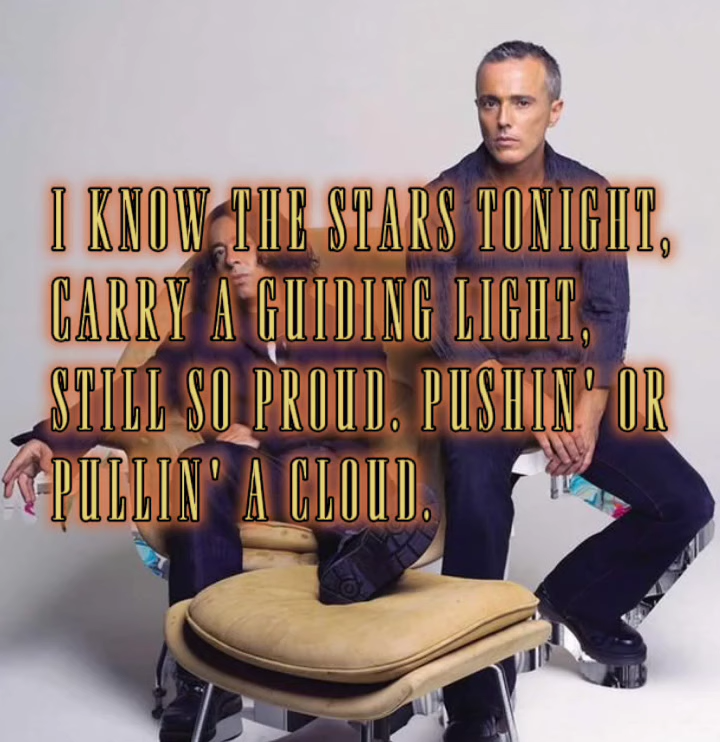 I KNOW THE STARS TONIGHT,
CARRY A GUIDING LIGHT,
STILL SO PROUD. PUSHIN' OR
PULLIN' A CLOUD.